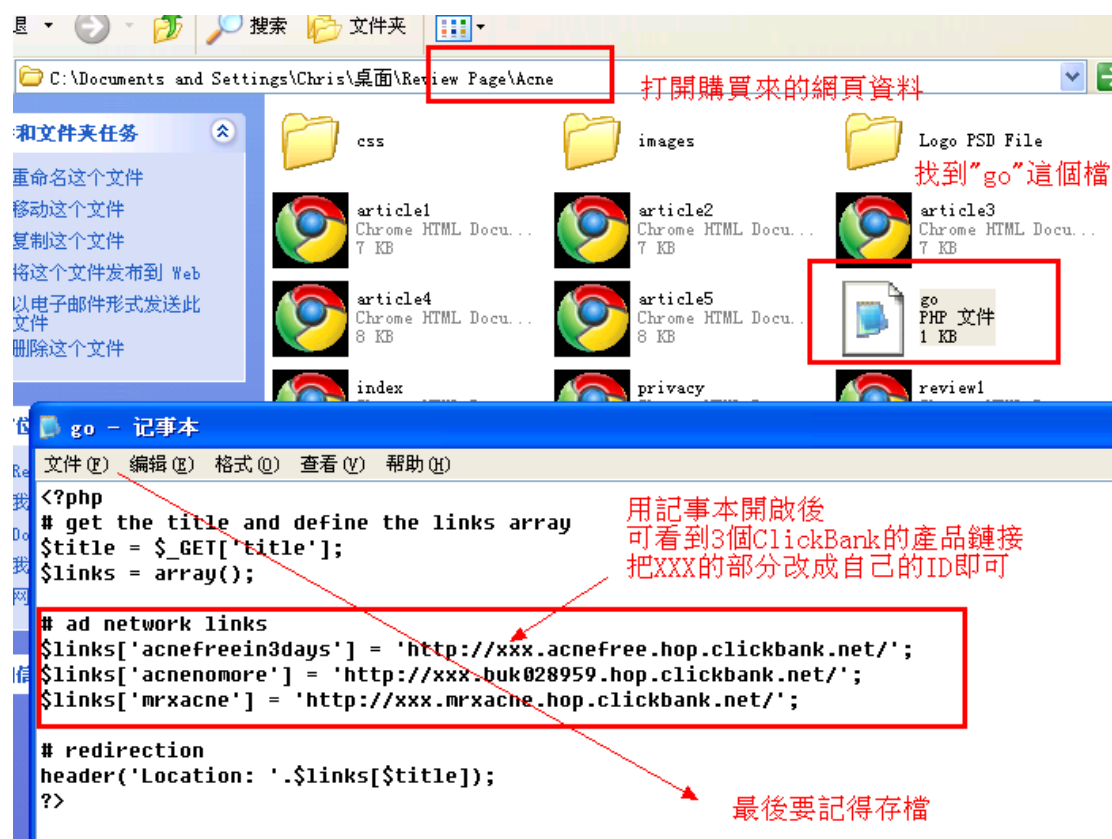 退 搜索 文件夹
C:\Documents and Settings\Chris\桌面\Review Page\Acne
打開購買來的網頁資料
和文件夹任务
重命名这个文件
移动这个文件
复制这个文件
将这个文件发布到 Web
以电子邮件形式发送此
文件
删除这个文件
css
images
Logo PSD File
找到"go"這個檔
article1
Chrome HTML Docu...
7 KB
article2
Chrome HTML Docu...
7 KB
article3
Chrome HTML Docu...
7 KB
article4
Chrome HTML Docu...
8 KB
article5
Chrome HTML Docu...
8 KB
go
PHP 文件
1 KB
index
privacy
review1
go - 记事本
文件(F) 编辑(E) 格式(O) 查看(V) 帮助(H)
<?php
# get the title and define the links array
$title = $_GET['title'];
$links = array();
用記事本開啟後
可看到3個ClickBank的產品鏈接
把XXX的部分改成自己的ID即可
# ad network links
$links['acnefreein3days'] = 'http://xxx.acnefree.hop.clickbank.net/';
$links['acnenomore'] = 'http://xxx.buk028959.hop.clickbank.net/';
$links['mrxacne'] = 'http://xxx.mrxacne.hop.clickbank.net/';
# redirection
header('Location: '.$links[$title]);
?>
最後要記得存檔